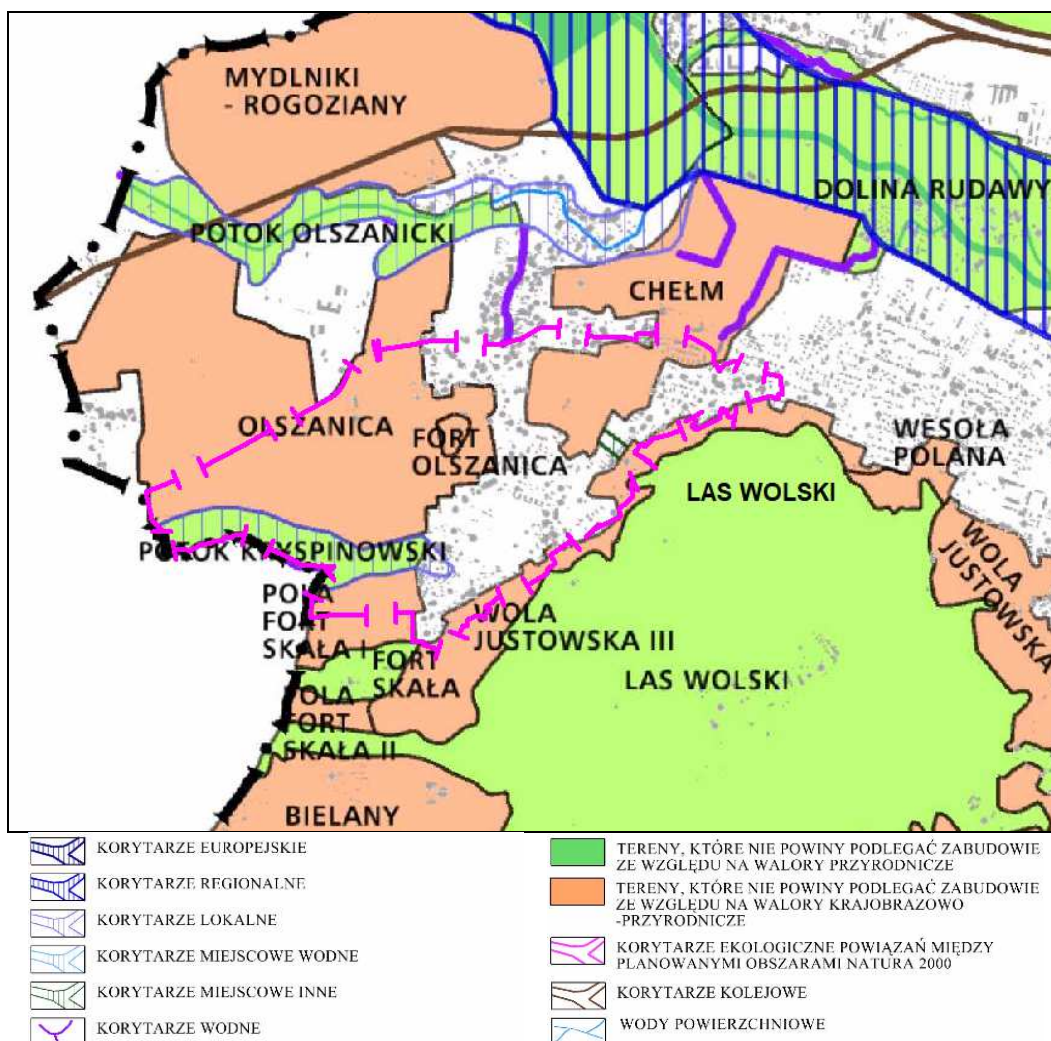 MYDLNIKI
- ROGOZIANY
DOLINA RUDAWY
POTOK OLSZANICKI
CHEŁM
OLSZANICA
FORT
OLSZANICA
WESOŁA
POLANA
LAS WOLSKI
WOLA
JUSTOWSKA
POTOK KRYSPINOWSKI
POLA
FORT
SKAŁA I
WOLA
JUSTOWSKA III
FORT
SKAŁA
LAS WOLSKI
POLA
FORT
SKAŁA II
BIELANY
KORYTARZE EUROPEJSKIE
KORYTARZE REGIONALNE
KORYTARZE LOKALNE
KORYTARZE MIEJSCOWE WODNE
KORYTARZE MIEJSCOWE INNE
KORYTARZE WODNE
TERENY, KTÓRE NIE POWINY PODLEGAĆ ZABUDOWIE
ZE WZGLĘDU NA WALORY PRZYRODNICZE
TERENY, KTÓRE NIE POWINY PODLEGAĆ ZABUDOWIE
ZE WZGLĘDU NA WALORY KRAJOBRAZOWO
-PRZYRODNICZE
KORYTARZE EKOLOGICZNE POWIĄZAŃ MIĘDZY
PLANOWANYMI OBSZARAMI NATURA 2000
KORYTARZE KOLEJOWE
WODY POWIERZCHNIOWE